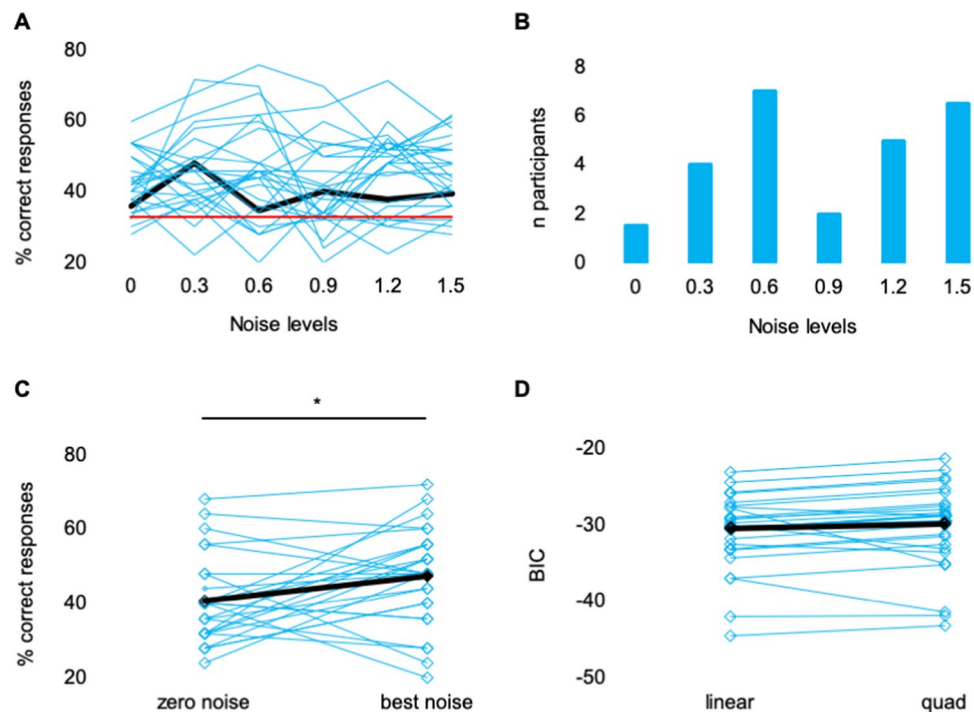 A
80
60
40
20
% correct responses
0 0.3 0.6 0.9 1.2 1.5
Noise levels
B
8
6
4
2
0
n participants
0 0.3 0.6 0.9 1.2 1.5
Noise levels
C
*
80
60
40
20
% correct responses
zero noise best noise
D
-20
-30
-40
-50
BIC
linear quad